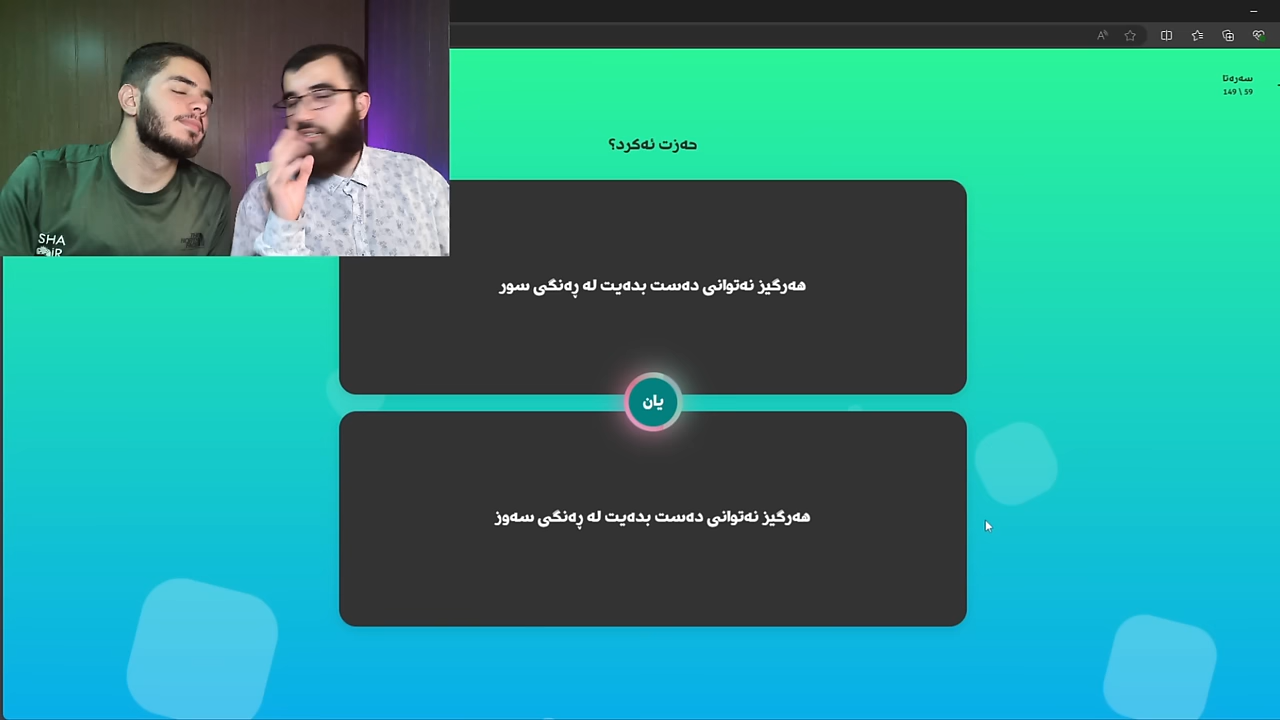 سەرەتا
149 \ 59
حەزت ئەکرد؟
هەرگیز نەتوانی دەست بدەیت لە ڕەنگی سور
یان
هەرگیز نەتوانی دەست بدەیت لە ڕەنگی سەوز
SHA